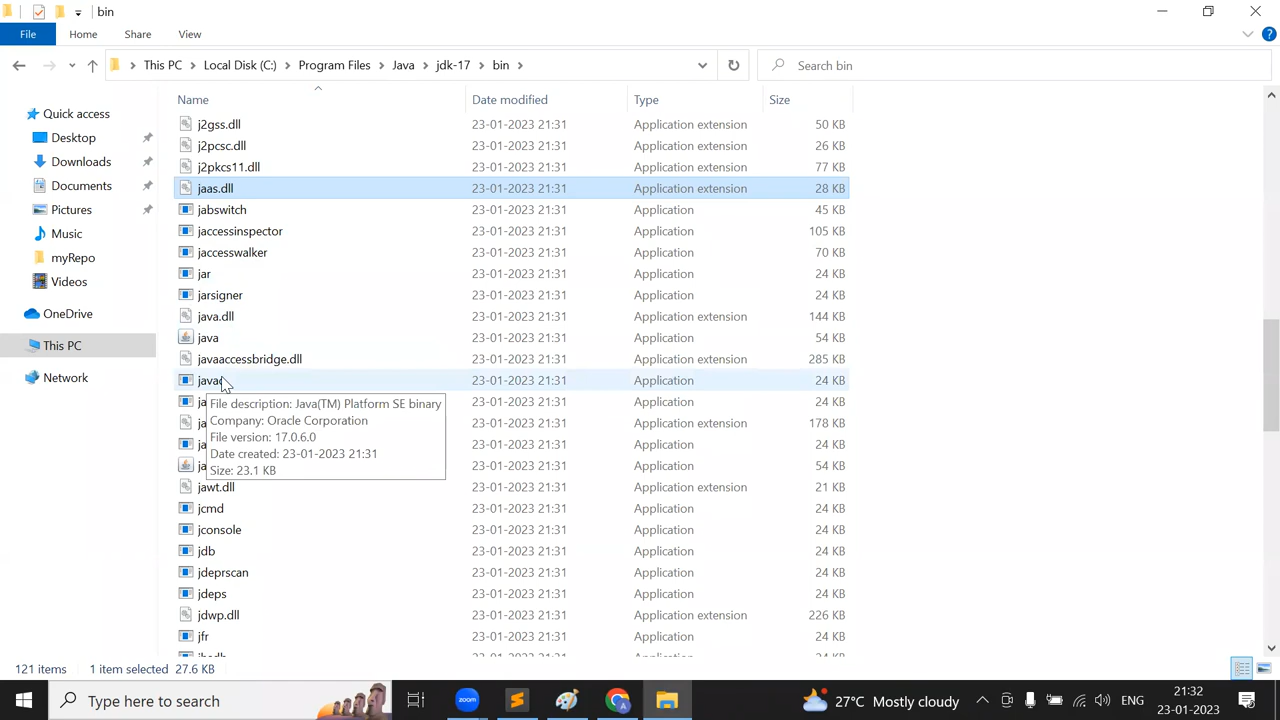 bin
File Home Share View
This PC Local Disk (C:) Program Files Java jdk-17 bin Search bin
Name Date modified Type Size
Quick access
Desktop
Downloads
Documents
Pictures
Music
myRepo
Videos
OneDrive
This PC
Network
j2gss.dll 23-01-2023 21:31 Application extension 50 KB
j2pcsc.dll 23-01-2023 21:31 Application extension 26 KB
j2pkcs11.dll 23-01-2023 21:31 Application extension 77 KB
jaas.dll 23-01-2023 21:31 Application extension 28 KB
jabswitch 23-01-2023 21:31 Application 45 KB
jaccessinspector 23-01-2023 21:31 Application 105 KB
jaccesswalker 23-01-2023 21:31 Application 70 KB
jar 23-01-2023 21:31 Application 24 KB
jarsigner 23-01-2023 21:31 Application 24 KB
java.dll 23-01-2023 21:31 Application extension 144 KB
java 23-01-2023 21:31 Application 54 KB
javaaccessbridge.dll 23-01-2023 21:31 Application extension 285 KB
javac 23-01-2023 21:31 Application 24 KB
ja 23-01-2023 21:31 Application 24 KB
ja 23-01-2023 21:31 Application extension 178 KB
ja 23-01-2023 21:31 Application 24 KB
ja 23-01-2023 21:31 Application 54 KB
File description: Java(TM) Platform SE binary
Company: Oracle Corporation
File version: 17.0.6.0
Date created: 23-01-2023 21:31
Size: 23.1 KB
jawt.dll 23-01-2023 21:31 Application extension 21 KB
jcmd 23-01-2023 21:31 Application 24 KB
jconsole 23-01-2023 21:31 Application 24 KB
jdb 23-01-2023 21:31 Application 24 KB
jdeprscan 23-01-2023 21:31 Application 24 KB
jdeps 23-01-2023 21:31 Application 24 KB
jdwp.dll 23-01-2023 21:31 Application extension 226 KB
jfr 23-01-2023 21:31 Application 24 KB
121 items 1 item selected 27.6 KB
Type here to search zoom 27°C Mostly cloudy ENG 21:32
23-01-2023